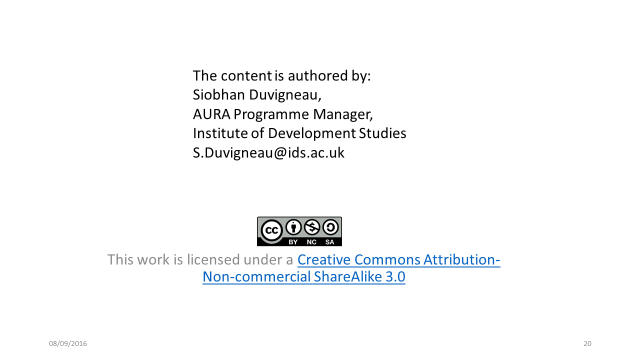 The content is authored by:
Siobhan Duvigneau,
AURA Programme Manager,
Institute of Development Studies
S.Duvigneau@ids.ac.uk
cc
BY NC SA
This work is licensed under a Creative Commons Attribution-
Non-commercial ShareAlike 3.0
08/09/2016
20